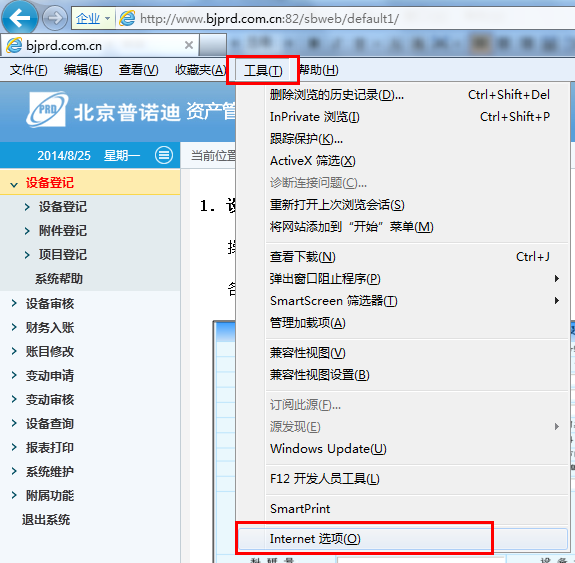 企业 http://www.bjprd.com.cn:82/sbweb/default1/
bjprd.com.cn
文件(F) 编辑(E) 查看(V) 收藏夹(A) 工具(T) 帮助(H)
PRD 北京普诺迪 资产管
2014/8/25 星期一 当前位置
设备登记
设备登记
附件登记
项目登记
系统帮助
设备审核
财务入账
账目修改
变动申请
变动审核
设备查询
报表打印
系统维护
附属功能
退出系统
1. 设
操
各
删除浏览的历史记录(D)... Ctrl+Shift+Del
InPrivate 浏览(I) Ctrl+Shift+P
跟踪保护(K)...
ActiveX 筛选(X)
诊断连接问题(C)...
重新打开上次浏览会话(S)
将网站添加到“开始”菜单(M)
查看下载(N) Ctrl+J
弹出窗口阻止程序(P)
SmartScreen 筛选器(T)
管理加载项(A)
兼容性视图(V)
兼容性视图设置(B)
订阅此源(F)...
源发现(E)
Windows Update(U)
F12 开发人员工具(L)
SmartPrint
Internet 选项(O)